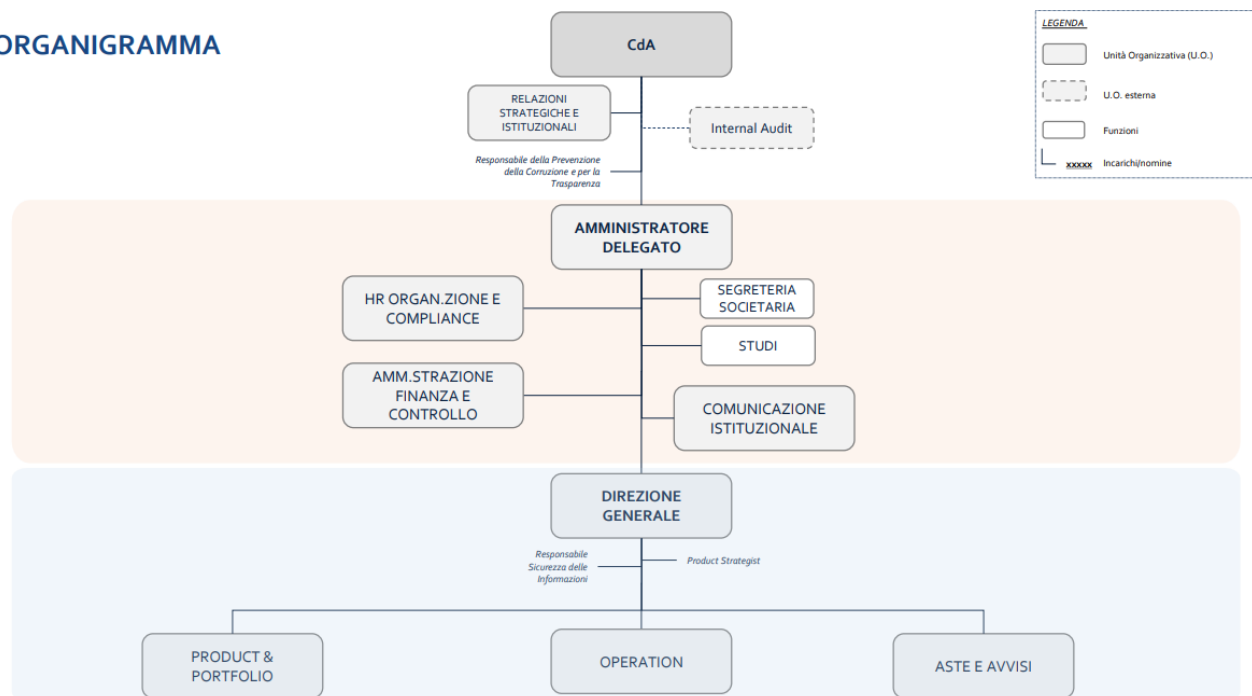 ORGANIGRAMMA
CdA
LEGENDA
Unità Organizzativa (U.O.)
U.O. esterna
Funzioni
xxxxx Incarichi/nomine
RELAZIONI
STRATEGICHE E
ISTITUZIONALI
Internal Audit
Responsabile della Prevenzione
della Corruzione e per la
Trasparenza
AMMINISTRATORE
DELEGATO
HR ORGAN.ZIONE E
COMPLIANCE
SEGRETERIA
SOCIETARIA
STUDI
AMM.STRAZIONE
FINANZA E
CONTROLLO
COMUNICAZIONE
ISTITUZIONALE
DIREZIONE
GENERALE
Responsabile
Sicurezza delle
Informazioni
Product Strategist
PRODUCT &
PORTFOLIO
OPERATION
ASTE E AVVISI